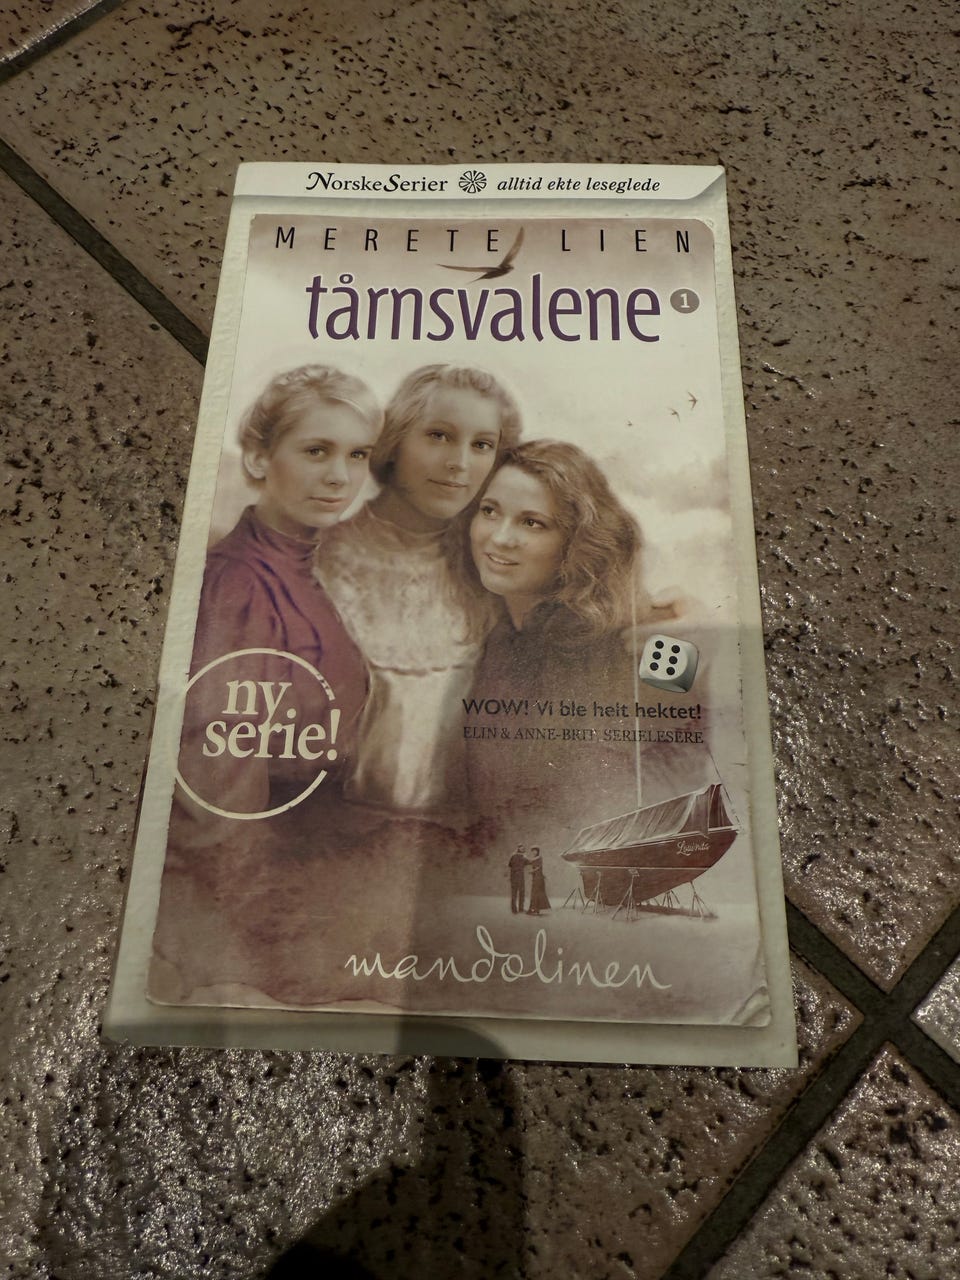 NorskeSerier alltid ekte leseglede
MERETE LIEN
tårnsvalene 1
ny
serie!
WOW! Vi ble helt hektet!
ELIN & ANNE-BRIT, SERIELESERE
mandolinen